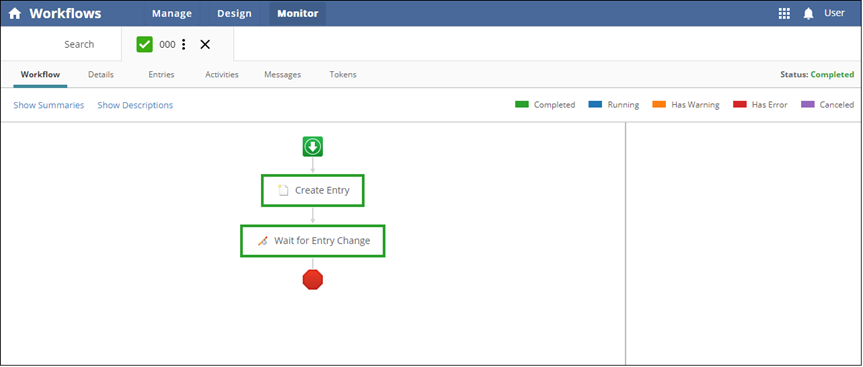 Workflows Manage Design Monitor User
Search 000
Workflow Details Entries Activities Messages Tokens Status: Completed
Show Summaries Show Descriptions Completed Running Has Warning Has Error Canceled
Create Entry
Wait for Entry Change